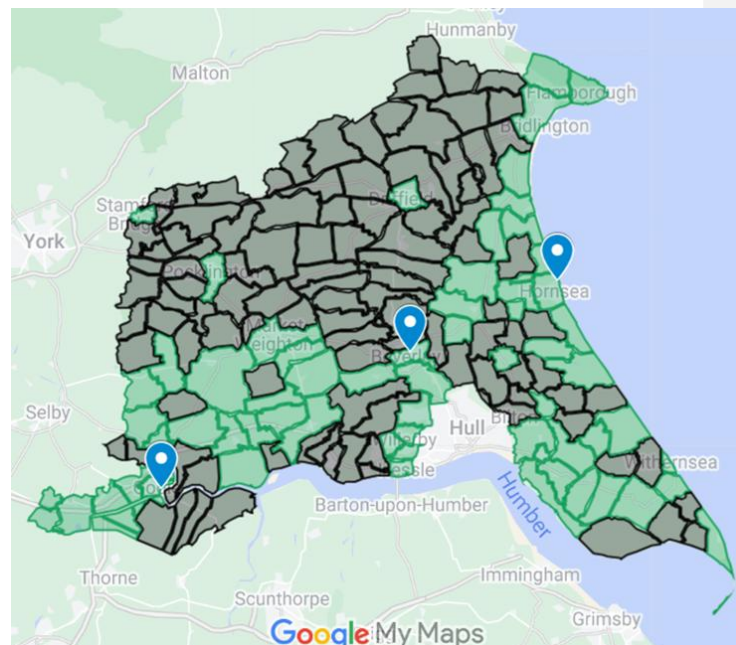 Hunmanby
Malton
Flamborough
Bridlington
Driffield
Stamford
Bridge
York
Pocklington
Hornsea
Market
Weighton
Beverley
Selby
Hull
Willerby
Hessle
Withernsea
Humber
Barton-upon-Humber
Thorne
Immingham
Scunthorpe
Grimsby
Google My Maps